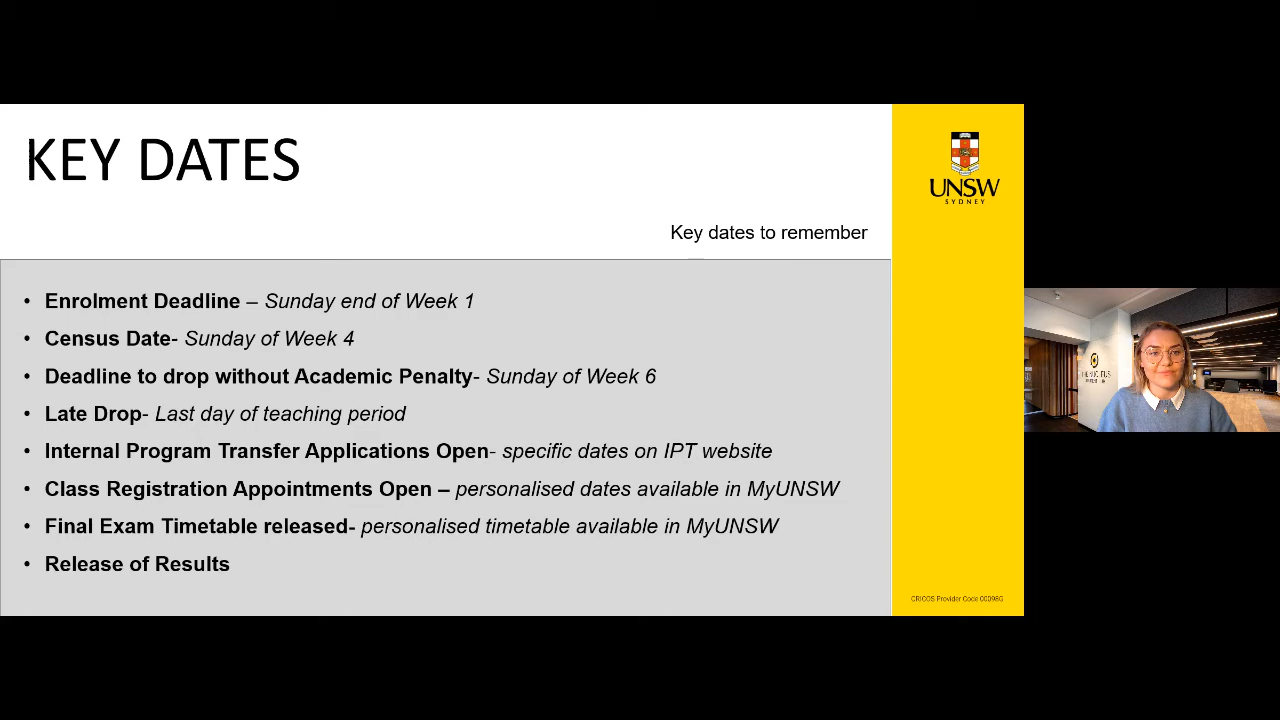 KEY DATES
UNSW
SYDNEY
Key dates to remember
• Enrolment Deadline – Sunday end of Week 1
• Census Date- Sunday of Week 4
• Deadline to drop without Academic Penalty- Sunday of Week 6
• Late Drop- Last day of teaching period
• Internal Program Transfer Applications Open- specific dates on IPT website
• Class Registration Appointments Open – personalised dates available in MyUNSW
• Final Exam Timetable released- personalised timetable available in MyUNSW
• Release of Results
CRICOS Provider Code 00098G